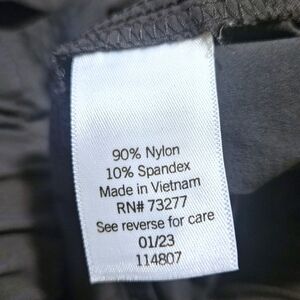 90% Nylon
10% Spandex
Made in Vietnam
RN# 73277
See reverse for care
01/23
114807